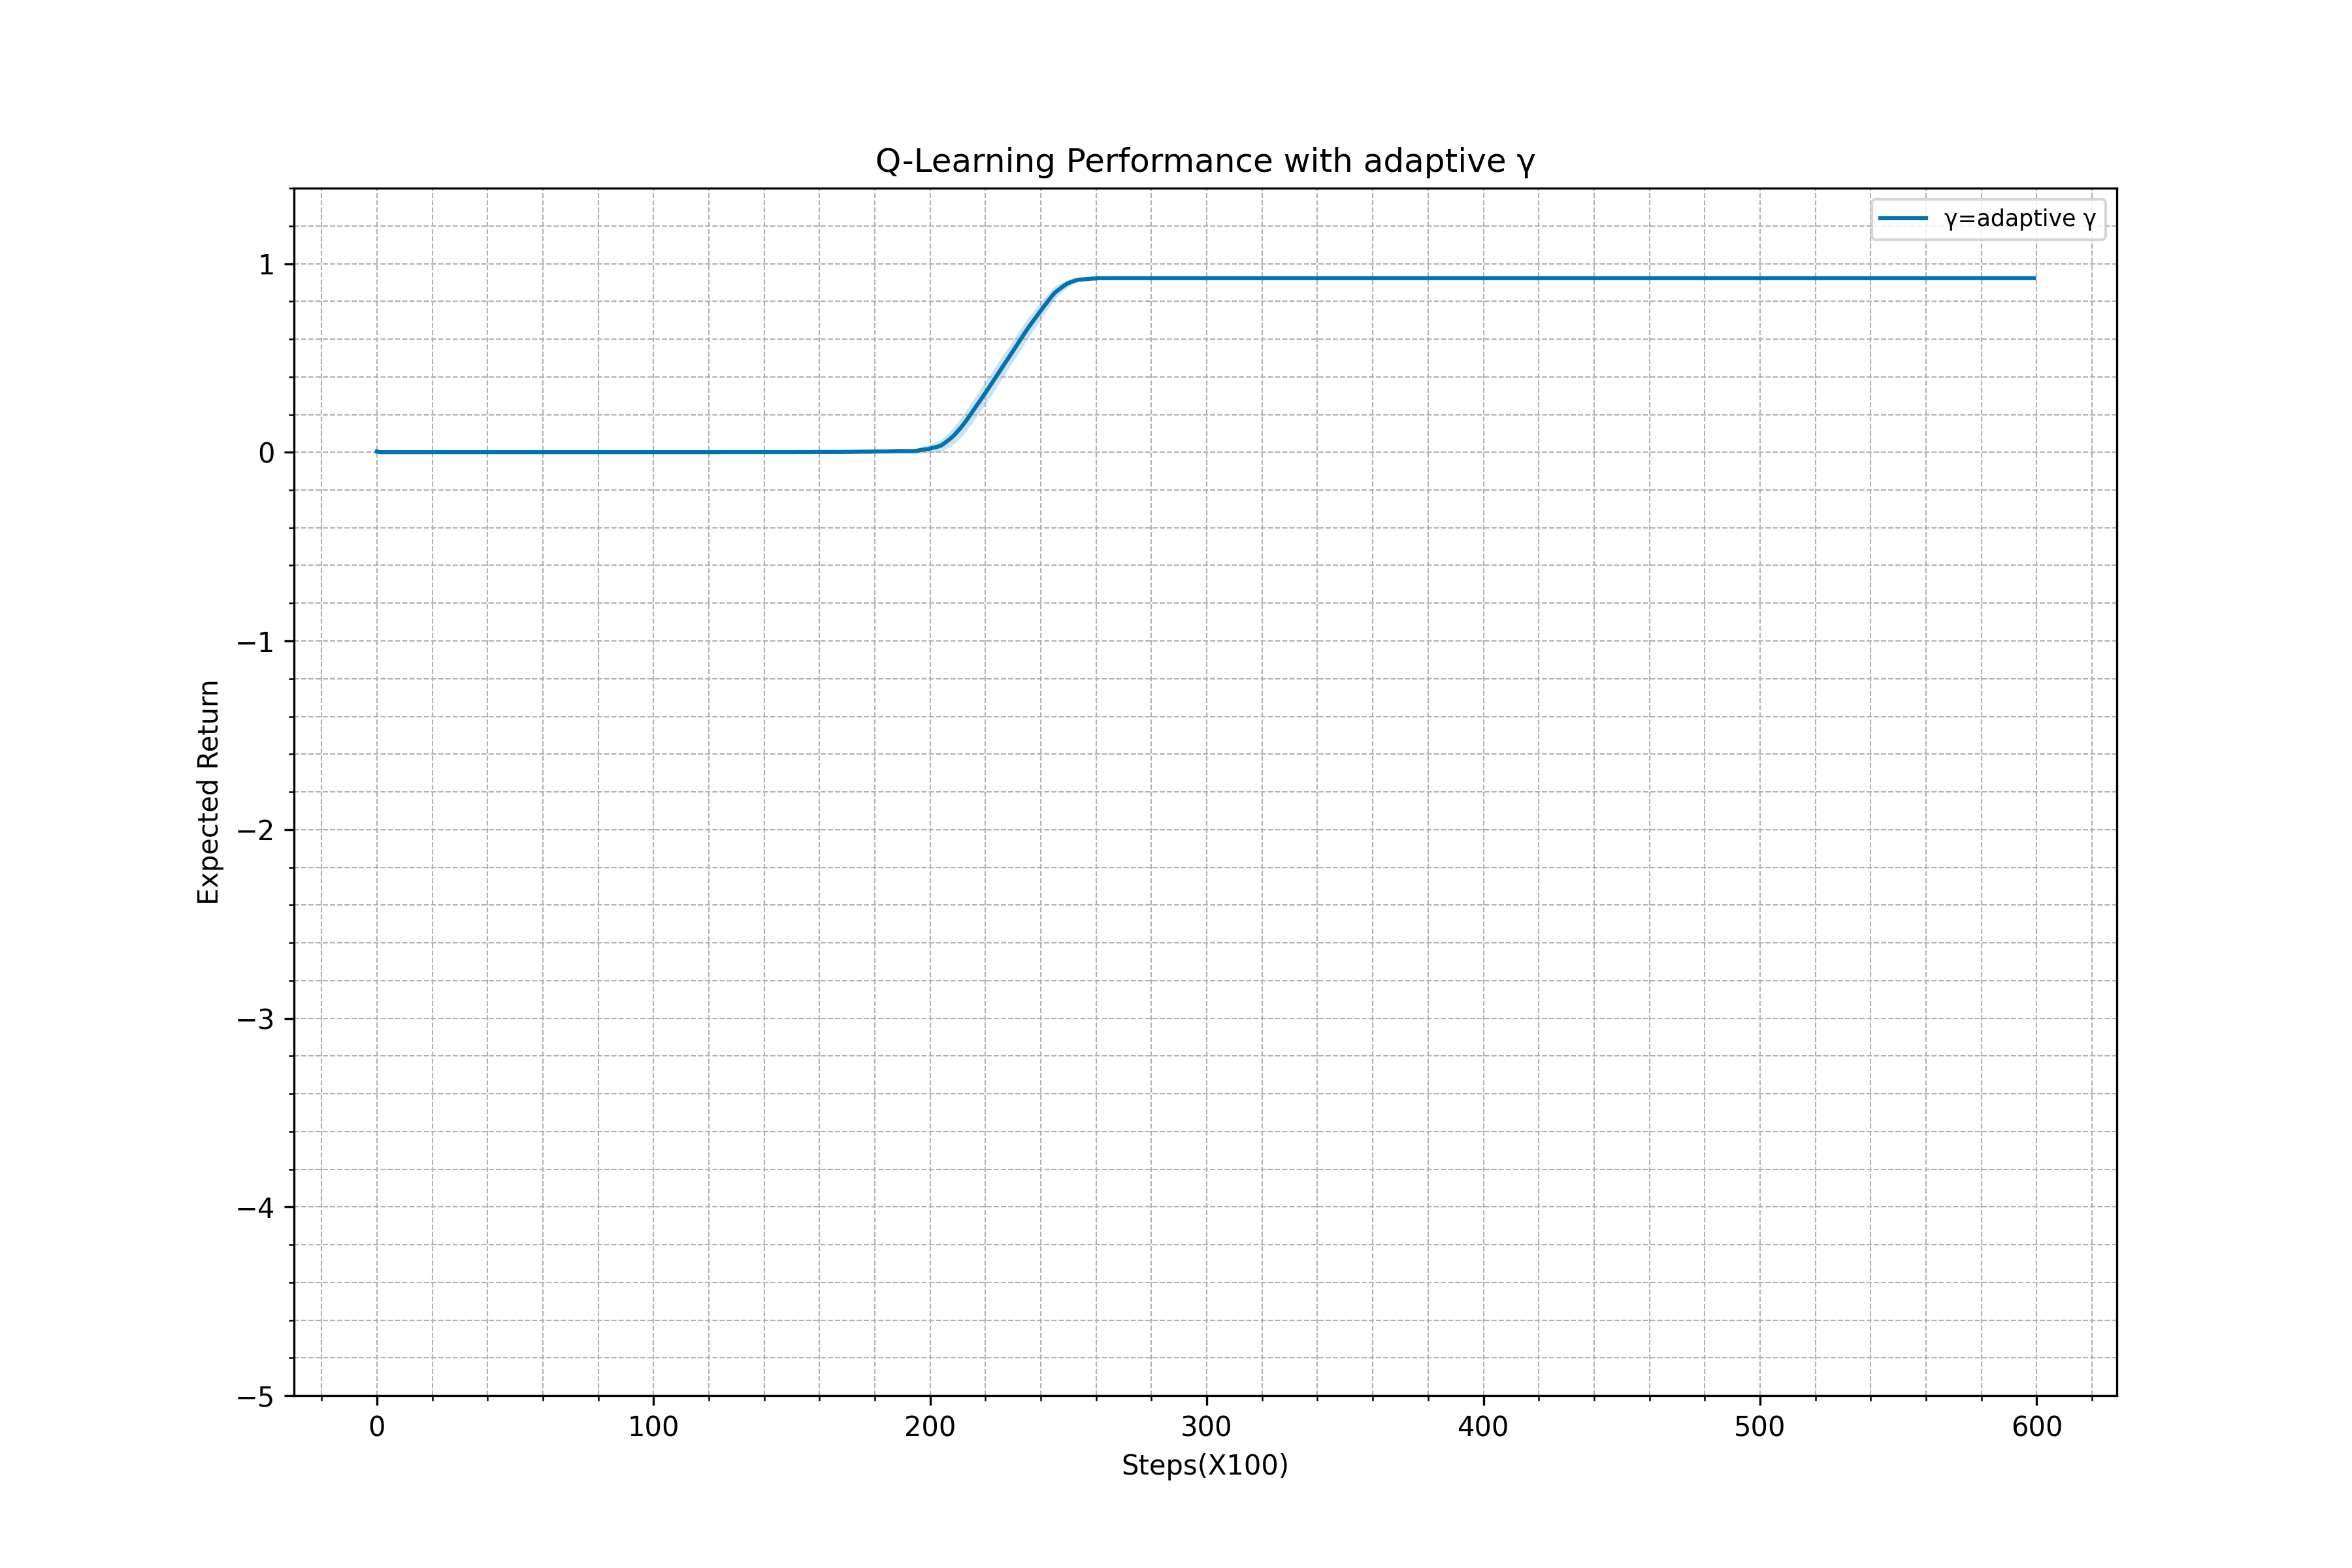 Q-Learning Performance with adaptive γ
γ=adaptive γ
1
0
−1
−2
−3
−4
−5
Expected Return
0 100 200 300 400 500 600
Steps(X100)